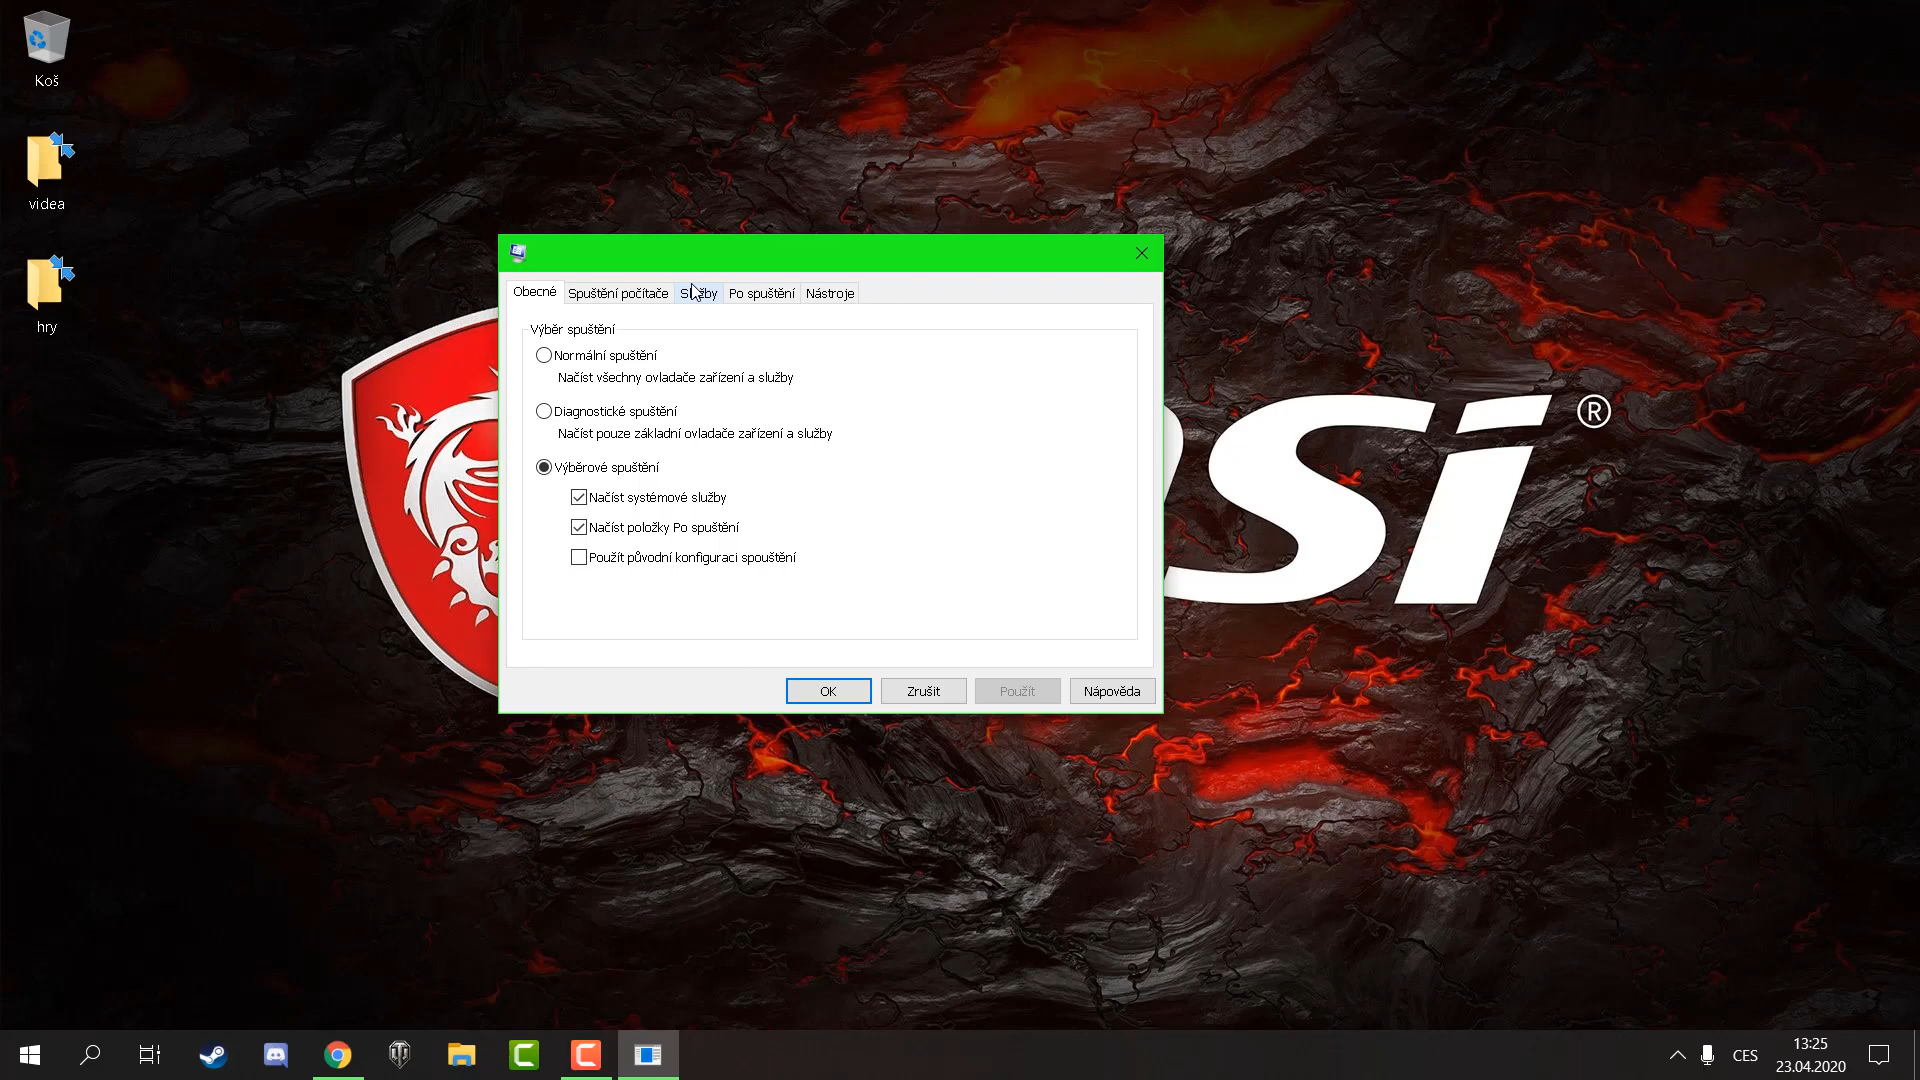 Koš
videa
hry
Obecné
Spuštění počítače
Po spuštění
Nástroje
Výběr spuštění
Normální spuštění
Načíst všechny ovladače zařízení a služby
Diagnostické spuštění
Načíst pouze základní ovladače zařízení a služby
Výběrové spuštění
Načíst systémové služby
Načíst položky Po spuštění
Použít původní konfiguraci spouštění
OK
Zrušit
Použít
Nápověda
®
CES
13:25
23.04.2020